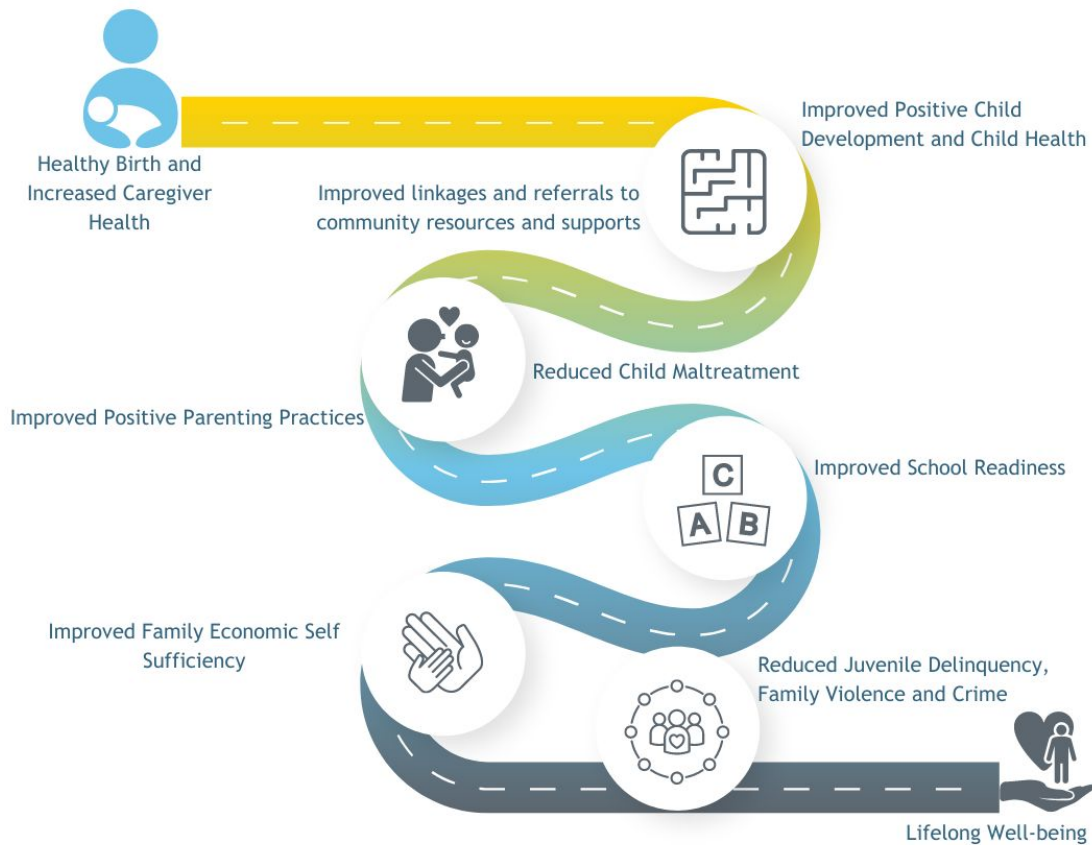 Improved Positive Child
Development and Child Health
Healthy Birth and
Increased Caregiver
Health
Improved linkages and referrals to
community resources and supports
Reduced Child Maltreatment
Improved Positive Parenting Practices
C
A B
Improved School Readiness
Improved Family Economic Self
Sufficiency
Reduced Juvenile Delinquency,
Family Violence and Crime
Lifelong Well-being